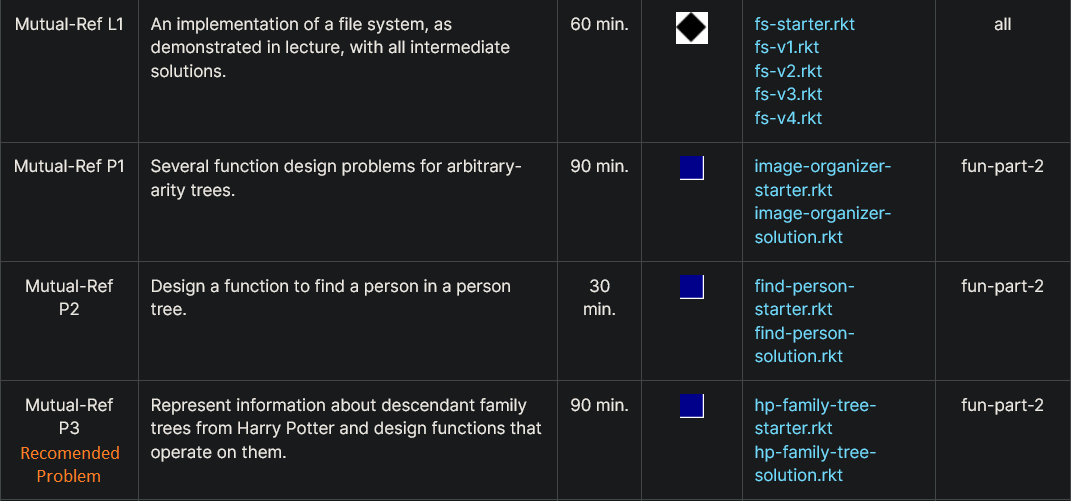 Mutual-Ref L1
An implementation of a file system, as
demonstrated in lecture, with all intermediate
solutions.
60 min.
fs-starter.rkt
fs-v1.rkt
fs-v2.rkt
fs-v3.rkt
fs-v4.rkt
all
Mutual-Ref P1
Several function design problems for arbitrary-
arity trees.
90 min.
image-organizer-
starter.rkt
image-organizer-
solution.rkt
fun-part-2
Mutual-Ref
P2
Design a function to find a person in a person
tree.
30
min.
find-person-
starter.rkt
find-person-
solution.rkt
fun-part-2
Mutual-Ref
P3
Recomended
Problem
Represent information about descendant family
trees from Harry Potter and design functions that
operate on them.
90 min.
hp-family-tree-
starter.rkt
hp-family-tree-
solution.rkt
fun-part-2